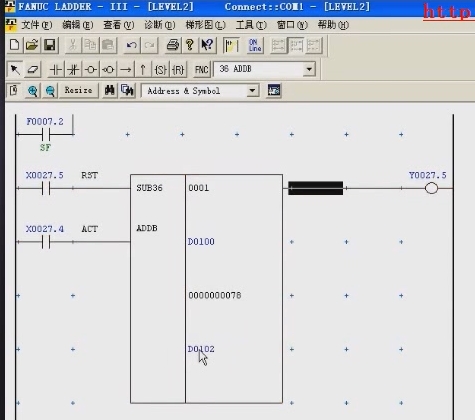 FANUC LADDER - III - [LEVEL2] Connect::COM1 - [LEVEL2]
http
文件(F) 编辑(E) 查看(V) 诊断(D) 梯形图(L) 工具(T) 窗口(W) 帮助(H)
ON Line
(S) (R) FNC 36 ADDB
Resize Address & Symbol
F0007.2
SF
X0027.5 RST SUB36 0001 Y0027.5
X0027.4 ACT ADDB
D0100
0000000078
D0102